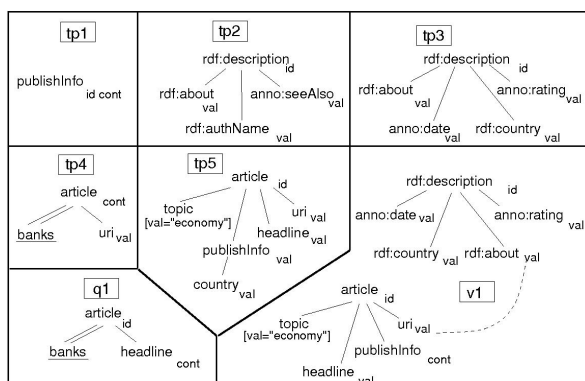 tp1
publishInfo id cont
tp2
rdf:description id
rdf:about val
anno:seeAlso val
rdf:authName val
tp3
rdf:description id
rdf:about val
anno:rating val
anno:date val
rdf:country val
tp4
article cont
banks
uri val
tp5
article id
topic
[val="economy"]
uri val
headline val
publishInfo val
country val
q1
article id
banks
headline cont
v1
rdf:description id
anno:date val
anno:rating val
rdf:country val
rdf:about val
article id
topic
[val="economy"]
uri val
publishInfo cont
headline val